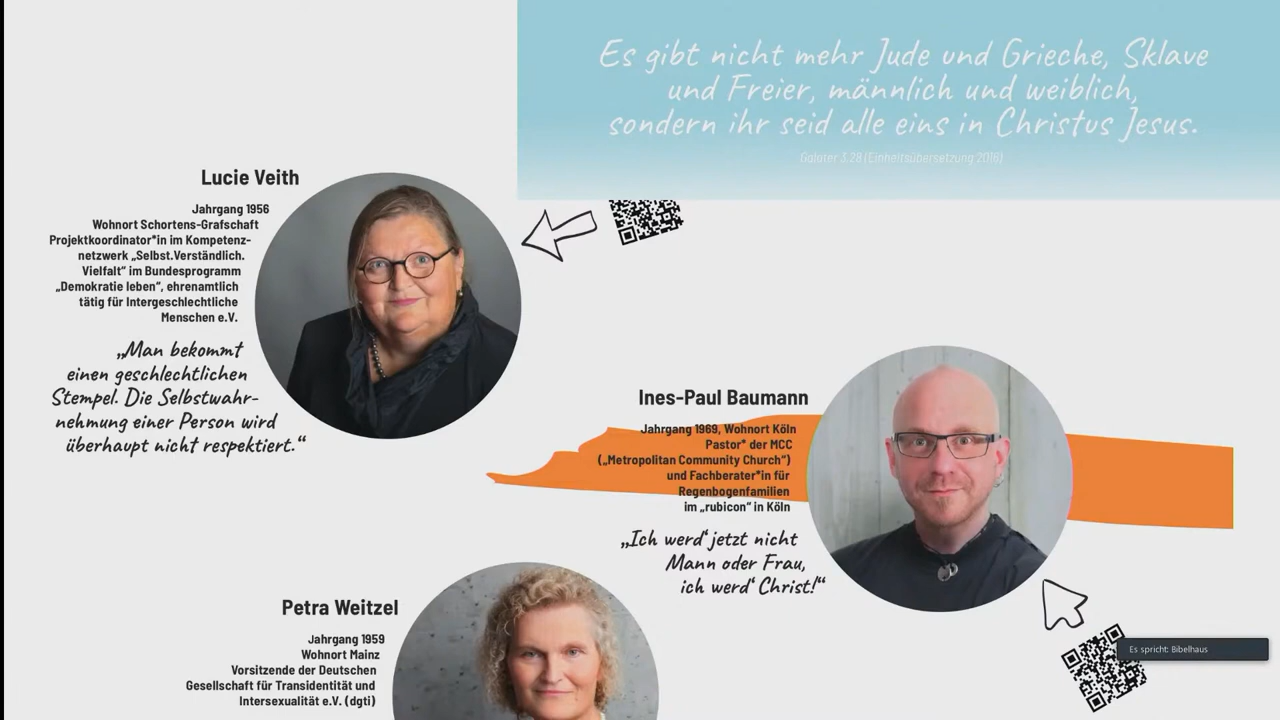 Es gibt nicht mehr Jude und Grieche, Sklave
und Freier, männlich und weiblich,
sondern ihr seid alle eins in Christus Jesus.
Galater 3,28 (Einheitsübersetzung 2016)
Lucie Veith
Jahrgang 1956
Wohnort Schortens-Grafschaft
Projektkoordinator*in im Kompetenz-
netzwerk „Selbst.Verständlich.
Vielfalt“ im Bundesprogramm
„Demokratie leben“, ehrenamtlich
tätig für Intergeschlechtliche
Menschen e.V.
„Man bekommt
einen geschlechtlichen
Stempel. Die Selbstwahr-
nehmung einer Person wird
überhaupt nicht respektiert.“
Ines-Paul Baumann
Jahrgang 1969, Wohnort Köln
Pastor* der MCC
(„Metropolitan Community Church“)
und Fachberater*in für
Regenbogenfamilien
im „rubicon“ in Köln
„Ich werd‘ jetzt nicht
Mann oder Frau,
ich werd‘ Christ!“
Petra Weitzel
Jahrgang 1959
Wohnort Mainz
Vorsitzende der Deutschen
Gesellschaft für Transidentität und
Intersexualität e.V. (dgti)
Es spricht: Bibelhaus